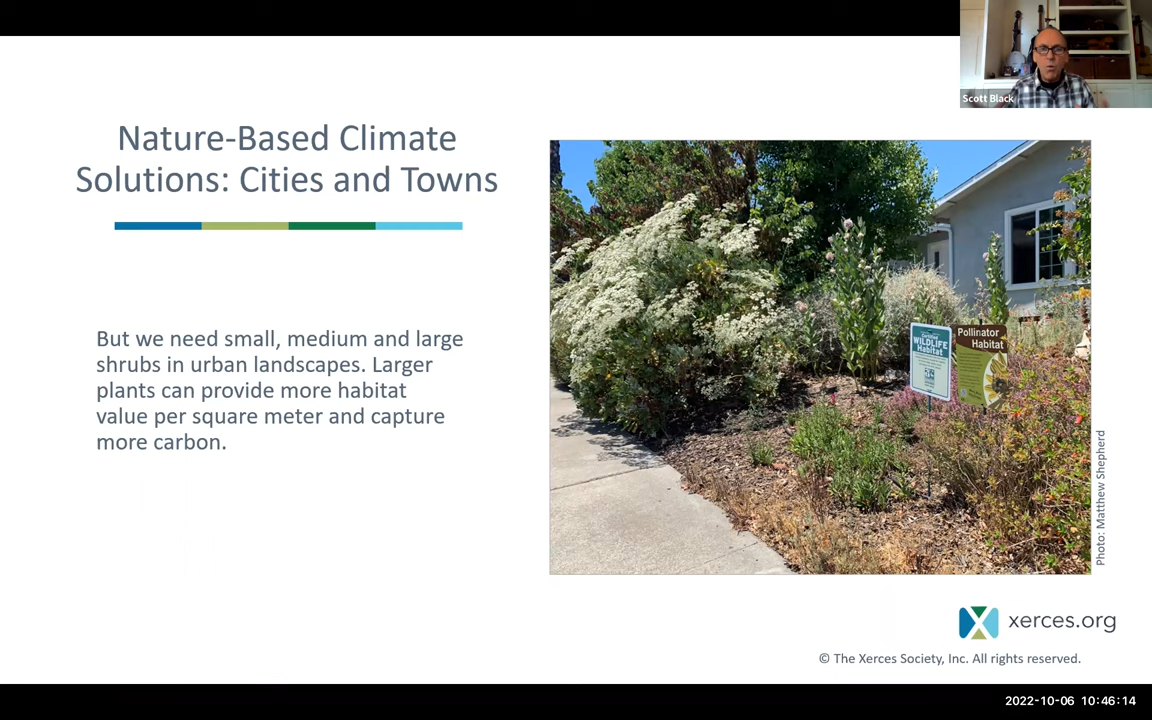 Scott Black
Nature-Based Climate
Solutions: Cities and Towns
But we need small, medium and large
shrubs in urban landscapes. Larger
plants can provide more habitat
value per square meter and capture
more carbon.
WILDLIFE
Habitat
Pollinator
Habitat
Photo: Matthew Shepherd
xerces.org
© The Xerces Society, Inc. All rights reserved.
2022-10-06 10:46:14